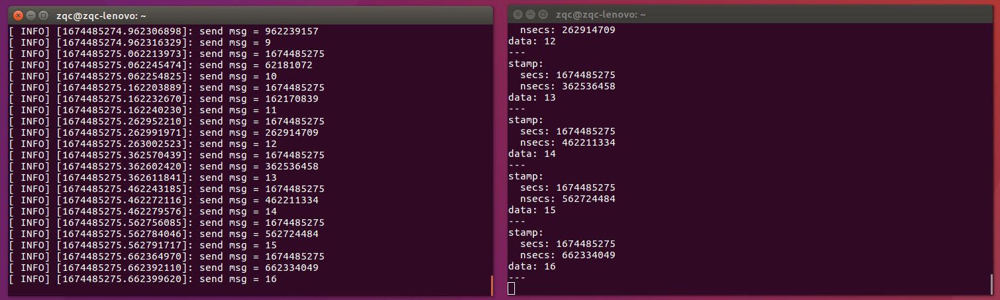 zqc@zqc-lenovo: ~
[ INFO] [1674485274.962306898]: send msg = 962239157
[ INFO] [1674485274.962316329]: send msg = 9
[ INFO] [1674485275.062213973]: send msg = 1674485275
[ INFO] [1674485275.062245474]: send msg = 62181072
[ INFO] [1674485275.062254825]: send msg = 10
[ INFO] [1674485275.162203889]: send msg = 1674485275
[ INFO] [1674485275.162232670]: send msg = 162170839
[ INFO] [1674485275.162240230]: send msg = 11
[ INFO] [1674485275.262952210]: send msg = 1674485275
[ INFO] [1674485275.262991971]: send msg = 262914709
[ INFO] [1674485275.263002523]: send msg = 12
[ INFO] [1674485275.362570439]: send msg = 1674485275
[ INFO] [1674485275.362602420]: send msg = 362536458
[ INFO] [1674485275.362611841]: send msg = 13
[ INFO] [1674485275.462243185]: send msg = 1674485275
[ INFO] [1674485275.462272116]: send msg = 462211334
[ INFO] [1674485275.462279576]: send msg = 14
[ INFO] [1674485275.562756085]: send msg = 1674485275
[ INFO] [1674485275.562784046]: send msg = 562724484
[ INFO] [1674485275.562791717]: send msg = 15
[ INFO] [1674485275.662364970]: send msg = 1674485275
[ INFO] [1674485275.662392110]: send msg = 662334049
[ INFO] [1674485275.662399620]: send msg = 16
zqc@zqc-lenovo: ~
  nsecs: 262914709
data: 12
---
stamp:
  secs: 1674485275
  nsecs: 362536458
data: 13
---
stamp:
  secs: 1674485275
  nsecs: 462211334
data: 14
---
stamp:
  secs: 1674485275
  nsecs: 562724484
data: 15
---
stamp:
  secs: 1674485275
  nsecs: 662334049
data: 16
---